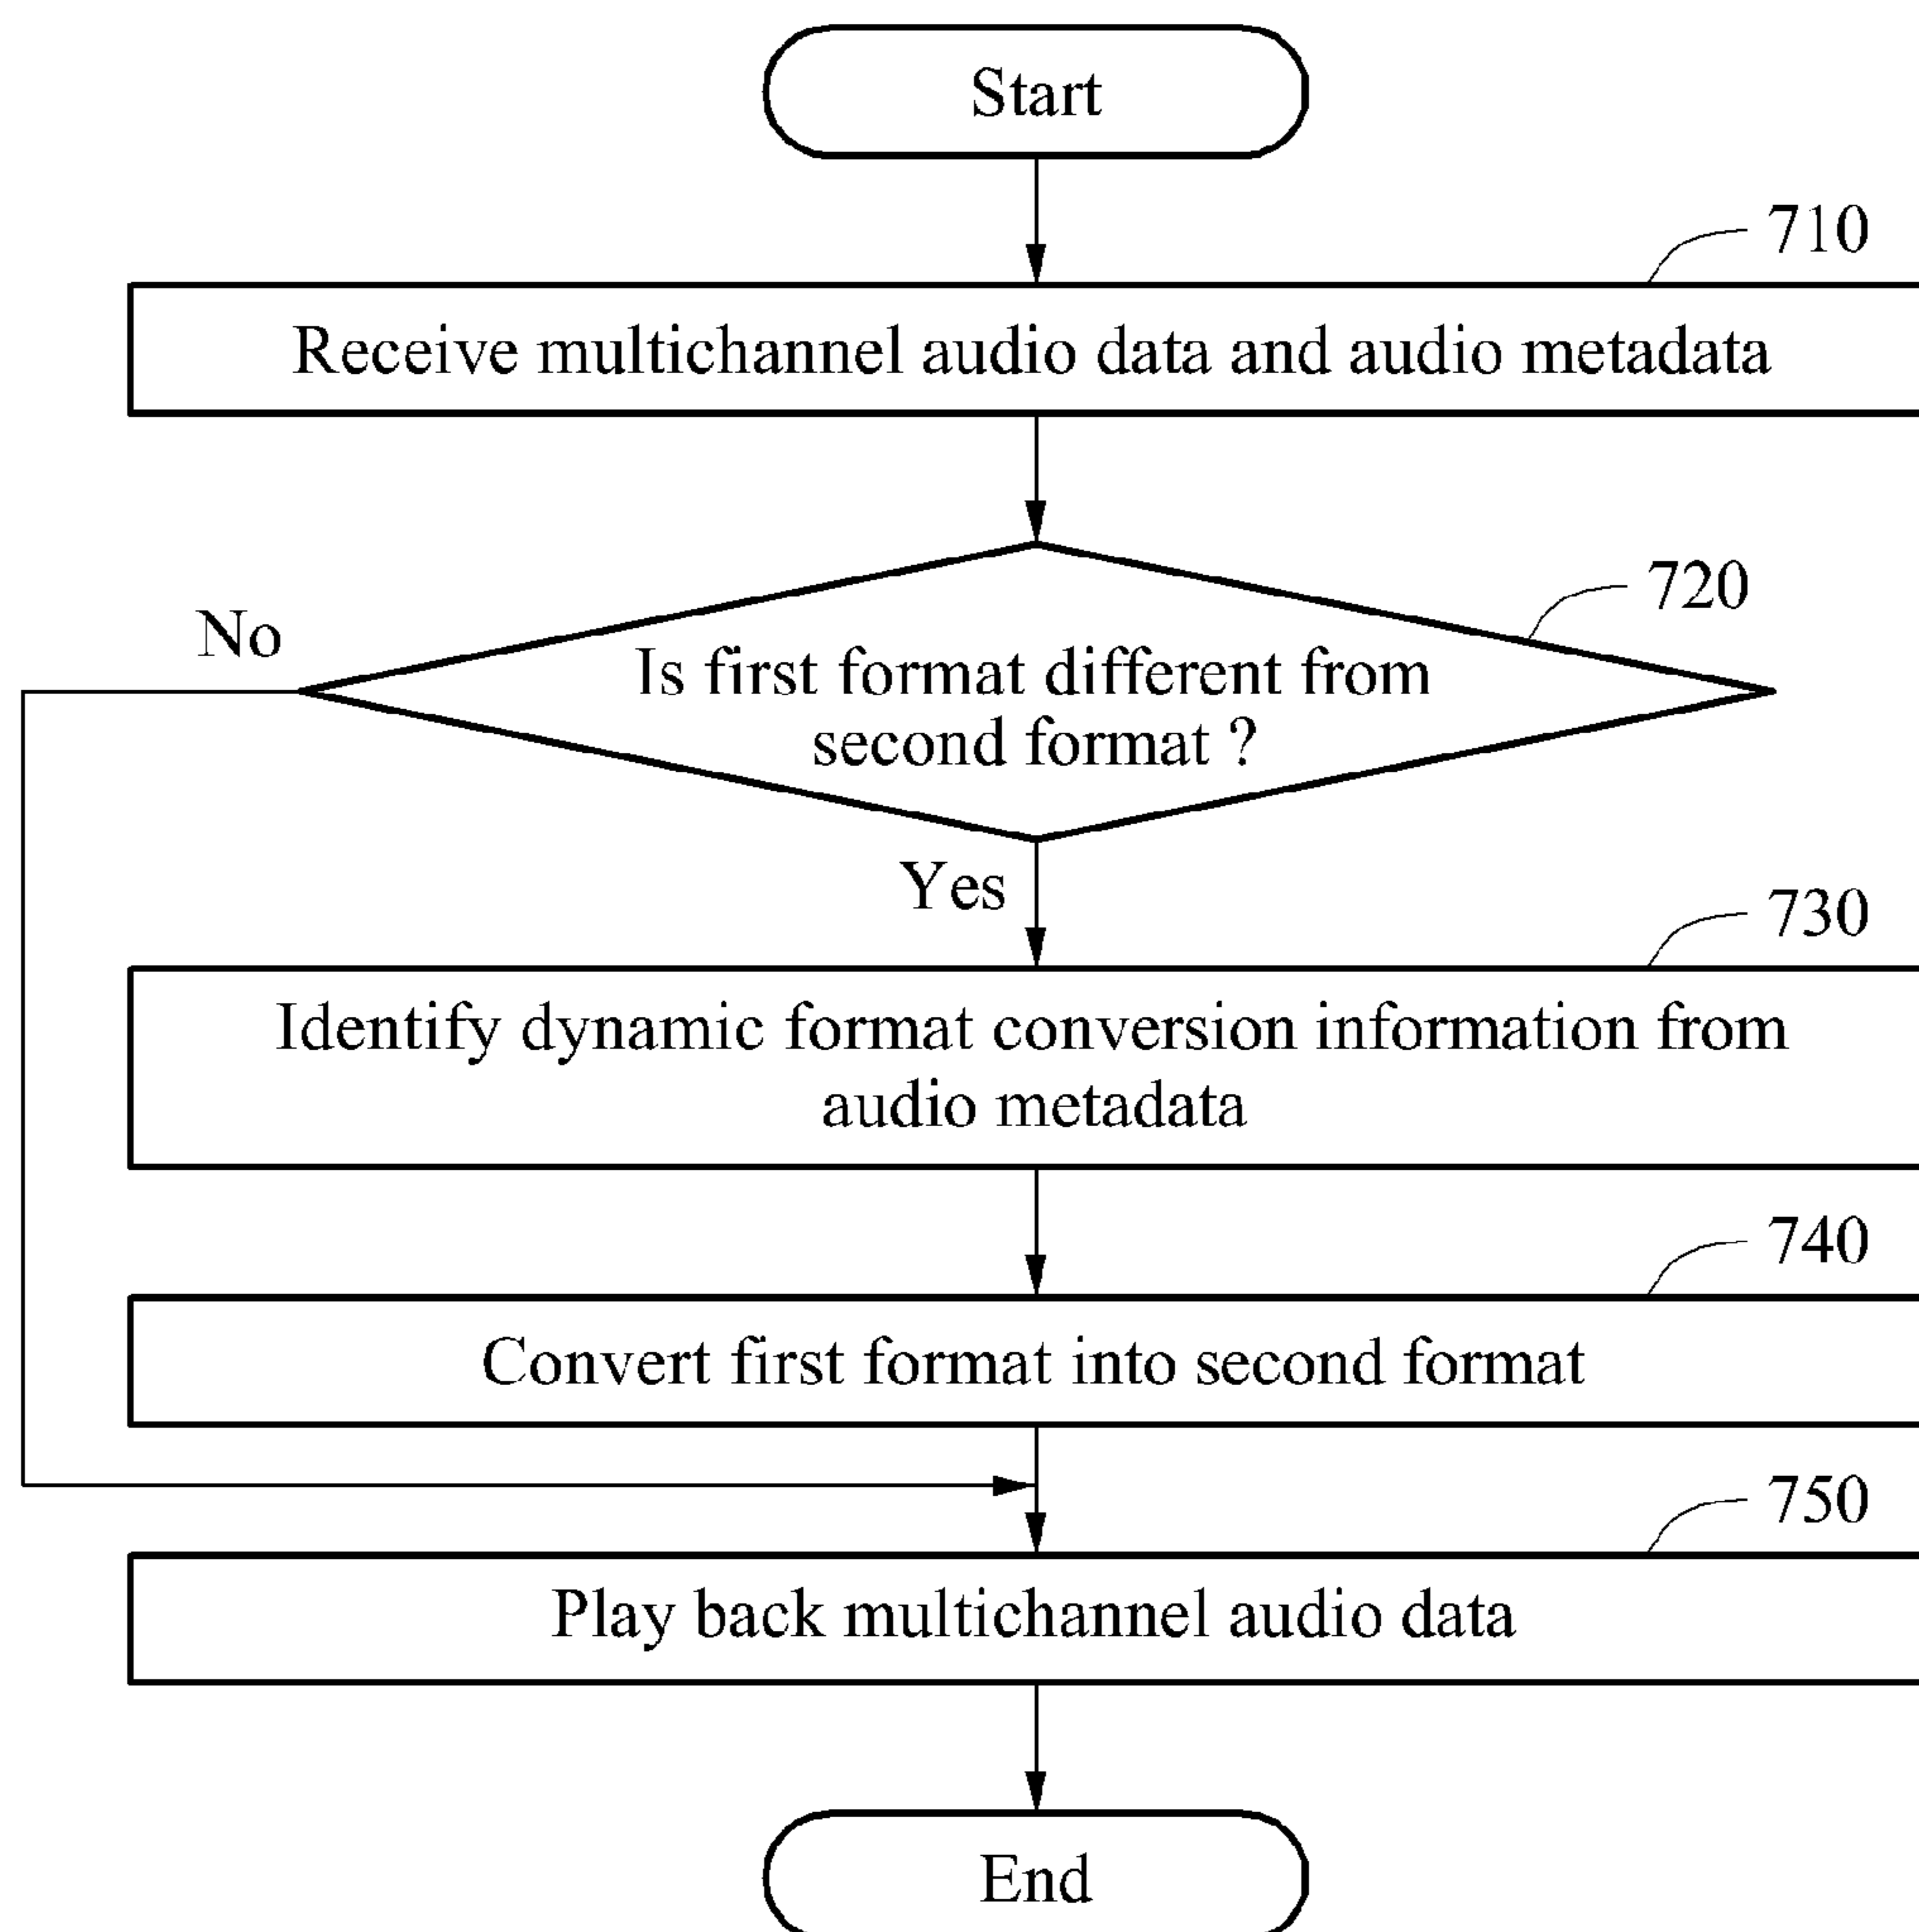 Start
710
Receive multichannel audio data and audio metadata
720
No
Is first format different from
second format ?
Yes
730
Identify dynamic format conversion information from
audio metadata
740
Convert first format into second format
750
Play back multichannel audio data
End